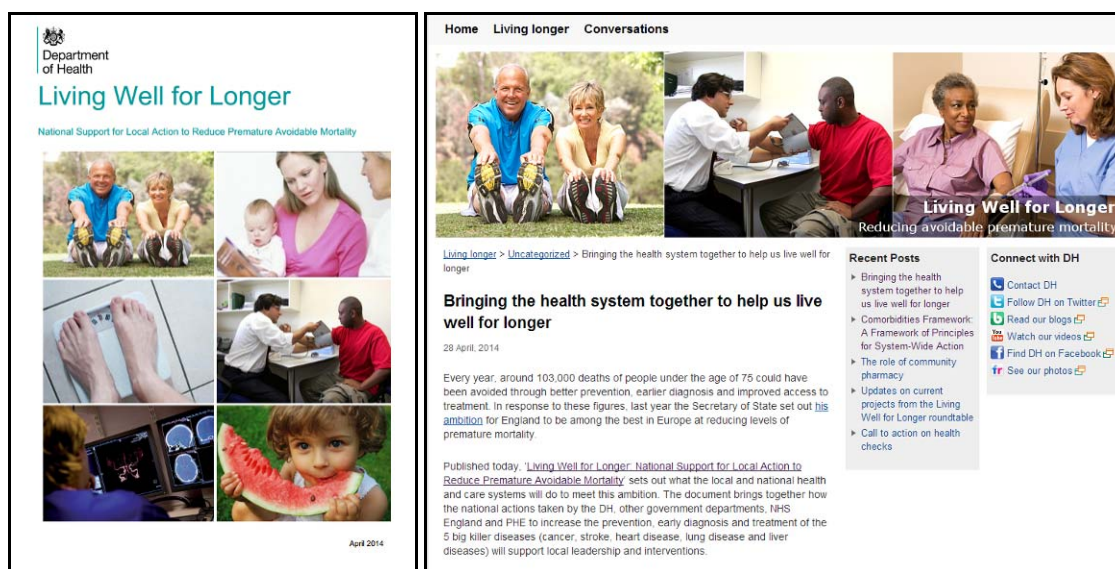 Department
of Health
Living Well for Longer
National Support for Local Action to Reduce Premature Avoidable Mortality
April 2014
Home Living longer Conversations
Living Well for Longer
Reducing avoidable premature mortality
Living longer > Uncategorized > Bringing the health system together to help us live well for
longer
Bringing the health system together to help us live
well for longer
28 April, 2014
Every year, around 103,000 deaths of people under the age of 75 could have
been avoided through better prevention, earlier diagnosis and improved access to
treatment. In response to these figures, last year the Secretary of State set out his
ambition for England to be among the best in Europe at reducing levels of
premature mortality.
Published today, 'Living Well for Longer: National Support for Local Action to
Reduce Premature Avoidable Mortality' sets out what the local and national health
and care systems will do to meet this ambition. The document brings together how
the national actions taken by the DH, other government departments, NHS
England and PHE to increase the prevention, early diagnosis and treatment of the
5 big killer diseases (cancer, stroke, heart disease, lung disease and liver
diseases) will support local leadership and interventions.
Recent Posts
Bringing the health
system together to help
us live well for longer
Comorbidities Framework:
A Framework of Principles
for System-Wide Action
The role of community
pharmacy
Updates on current
projects from the Living
Well for Longer roundtable
Call to action on health
checks
Connect with DH
Contact DH
Follow DH on Twitter
Read our blogs
Watch our videos
Find DH on Facebook
See our photos